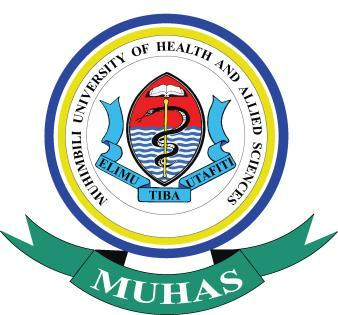 MUHIMBILI UNIVERSITY OF HEALTH AND ALLIED SCIENCES
ELIMU
TIBA
UTAFITI
MUHAS